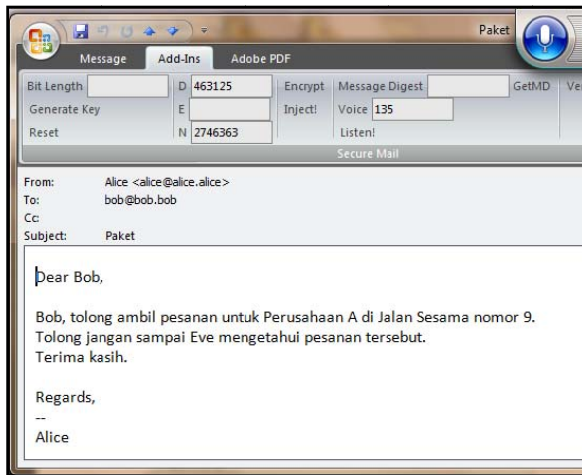 Paket
Message Add-Ins Adobe PDF
Bit Length D 463125 Encrypt Message Digest GetMD
Generate Key E Inject! Voice 135
Reset N 2746363 Listen!
Secure Mail
From: Alice <alice@alice.alice>
To: bob@bob.bob
Cc:
Subject: Paket
Dear Bob,
Bob, tolong ambil pesanan untuk Perusahaan A di Jalan Sesama nomor 9.
Tolong jangan sampai Eve mengetahui pesanan tersebut.
Terima kasih.
Regards,
--
Alice